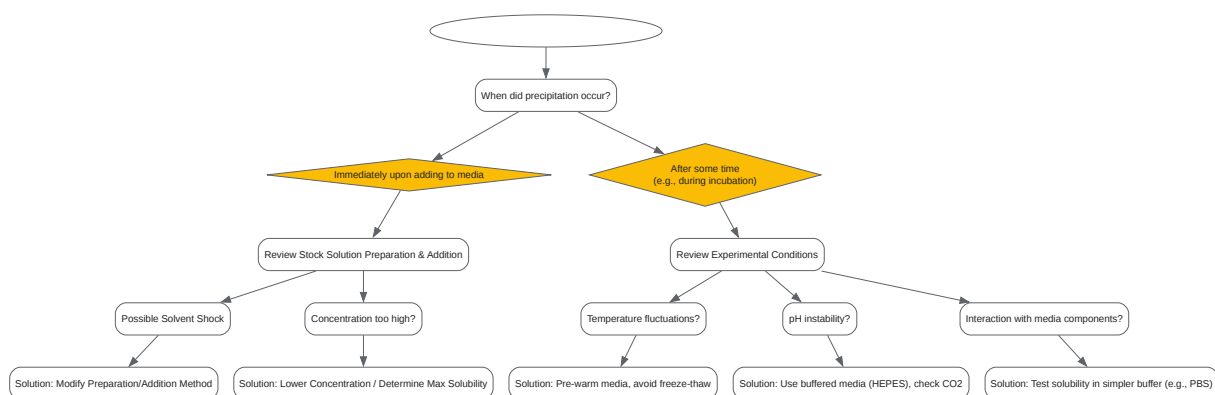 When did precipitation occur?
Immediately upon adding to media
After some time
(e.g., during incubation)
Review Stock Solution Preparation & Addition
Review Experimental Conditions
Possible Solvent Shock
Concentration too high?
Temperature fluctuations?
pH instability?
Interaction with media components?
Solution: Modify Preparation/Addition Method
Solution: Lower Concentration / Determine Max Solubility
Solution: Pre-warm media, avoid freeze-thaw
Solution: Use buffered media (HEPES), check CO2
Solution: Test solubility in simpler buffer (e.g., PBS)